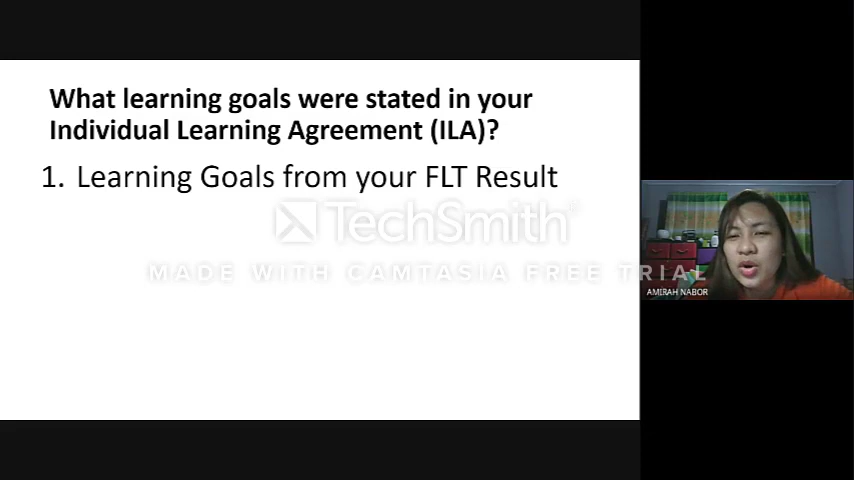 What learning goals were stated in your
Individual Learning Agreement (ILA)?
1. Learning Goals from your FLT Result
TechSmith®
MADE WITH CAMTASIA FREE TRIAL
AMIRAH NABOR